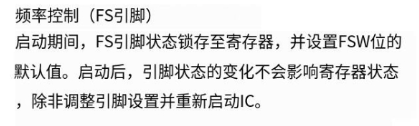 频率控制（FS引脚）
启动期间，FS引脚状态锁存至寄存器，并设置FSW位的
默认值。启动后，引脚状态的变化不会影响寄存器状态
，除非调整引脚设置并重新启动IC。